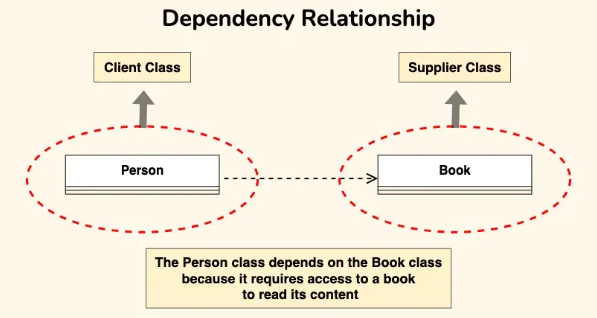 Dependency Relationship
Client Class
Supplier Class
Person
Book
The Person class depends on the Book class
because it requires access to a book
to read its content